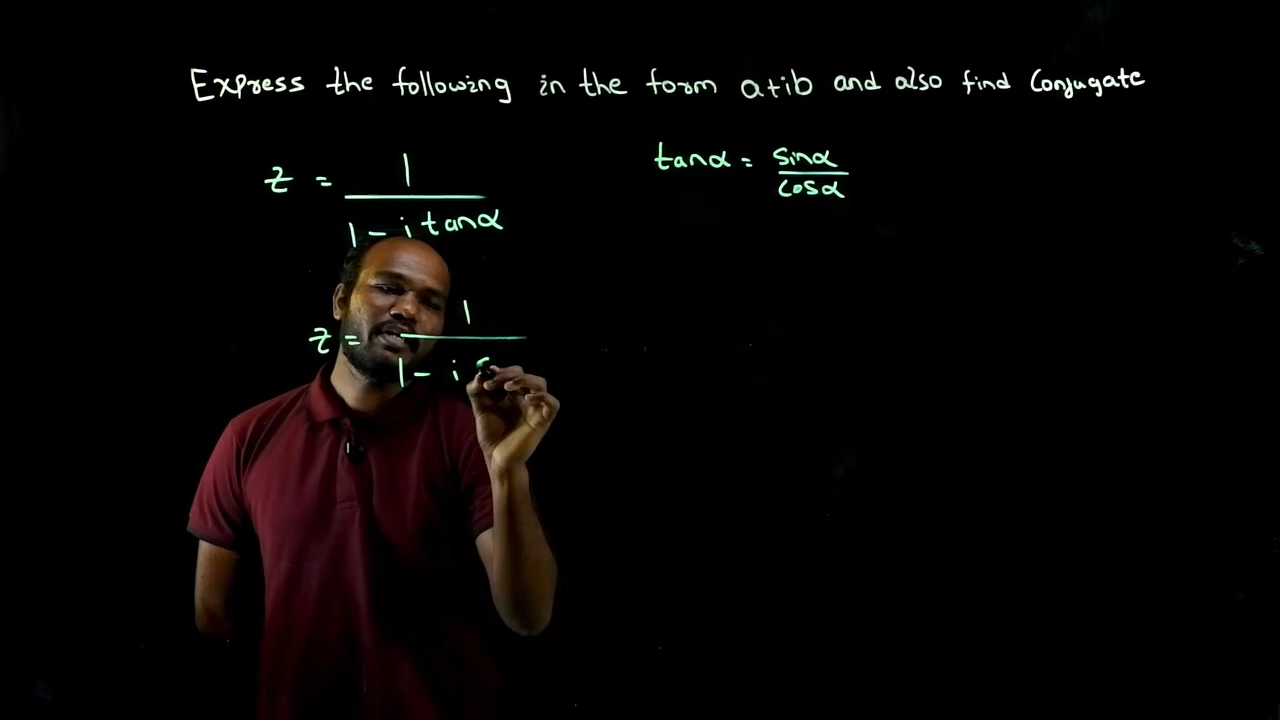 Express the following in the form a+ib and also find Conjugate
z = 1 / 1 - i tanα
tanα = sinα / cosα
z = 1 / 1 - i